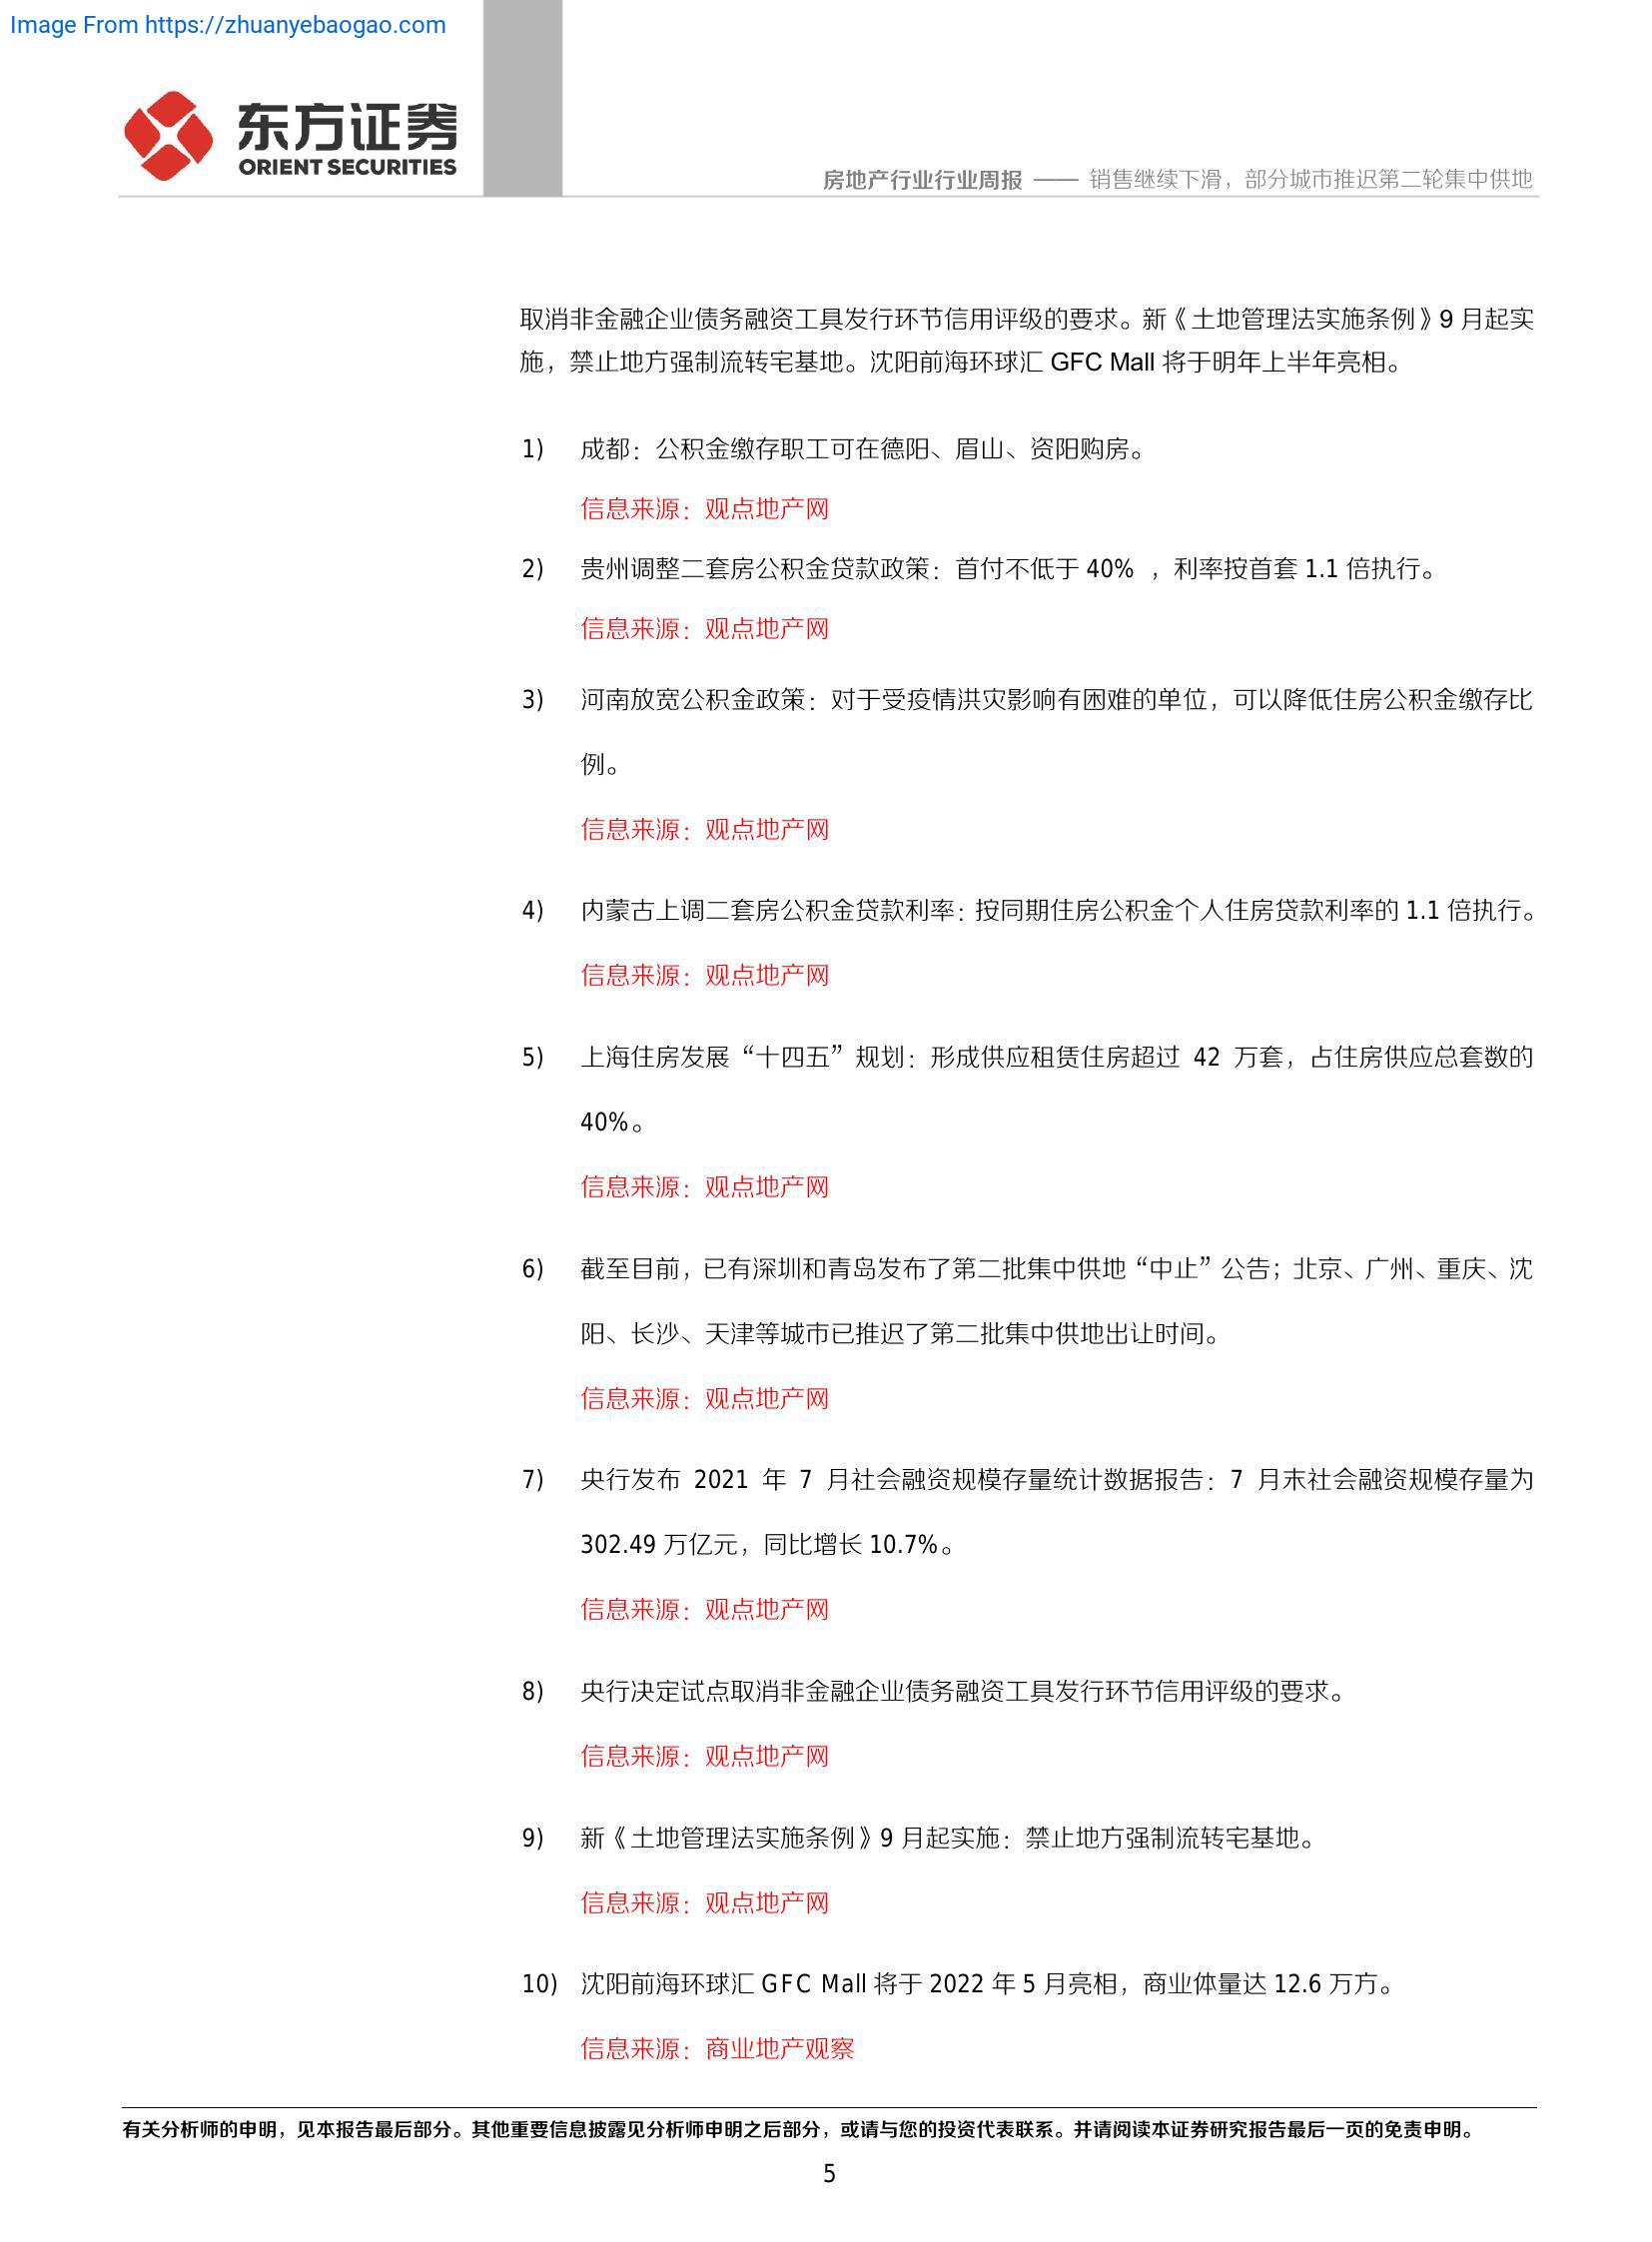 Image From https://zhuanyebaogao.com
东方证券
ORIENT SECURITIES
房地产行业行业周报 —— 销售继续下滑，部分城市推迟第二轮集中供地
取消非金融企业债务融资工具发行环节信用评级的要求。新《土地管理法实施条例》9 月起实
施，禁止地方强制流转宅基地。沈阳前海环球汇 GFC Mall 将于明年上半年亮相。
1) 成都：公积金缴存职工可在德阳、眉山、资阳购房。
信息来源：观点地产网
2) 贵州调整二套房公积金贷款政策：首付不低于 40% ，利率按首套 1.1 倍执行。
信息来源：观点地产网
3) 河南放宽公积金政策：对于受疫情洪灾影响有困难的单位，可以降低住房公积金缴存比
例。
信息来源：观点地产网
4) 内蒙古上调二套房公积金贷款利率：按同期住房公积金个人住房贷款利率的 1.1 倍执行。
信息来源：观点地产网
5) 上海住房发展“十四五”规划：形成供应租赁住房超过 42 万套，占住房供应总套数的
40%。
信息来源：观点地产网
6) 截至目前，已有深圳和青岛发布了第二批集中供地“中止”公告；北京、广州、重庆、沈
阳、长沙、天津等城市已推迟了第二批集中供地出让时间。
信息来源：观点地产网
7) 央行发布 2021 年 7 月社会融资规模存量统计数据报告：7 月末社会融资规模存量为
302.49 万亿元，同比增长 10.7%。
信息来源：观点地产网
8) 央行决定试点取消非金融企业债务融资工具发行环节信用评级的要求。
信息来源：观点地产网
9) 新《土地管理法实施条例》9 月起实施：禁止地方强制流转宅基地。
信息来源：观点地产网
10) 沈阳前海环球汇 GFC Mall 将于 2022 年 5 月亮相，商业体量达 12.6 万方。
信息来源：商业地产观察
有关分析师的申明，见本报告最后部分。其他重要信息披露见分析师申明之后部分，或请与您的投资代表联系。并请阅读本证券研究报告最后一页的免责申明。
5